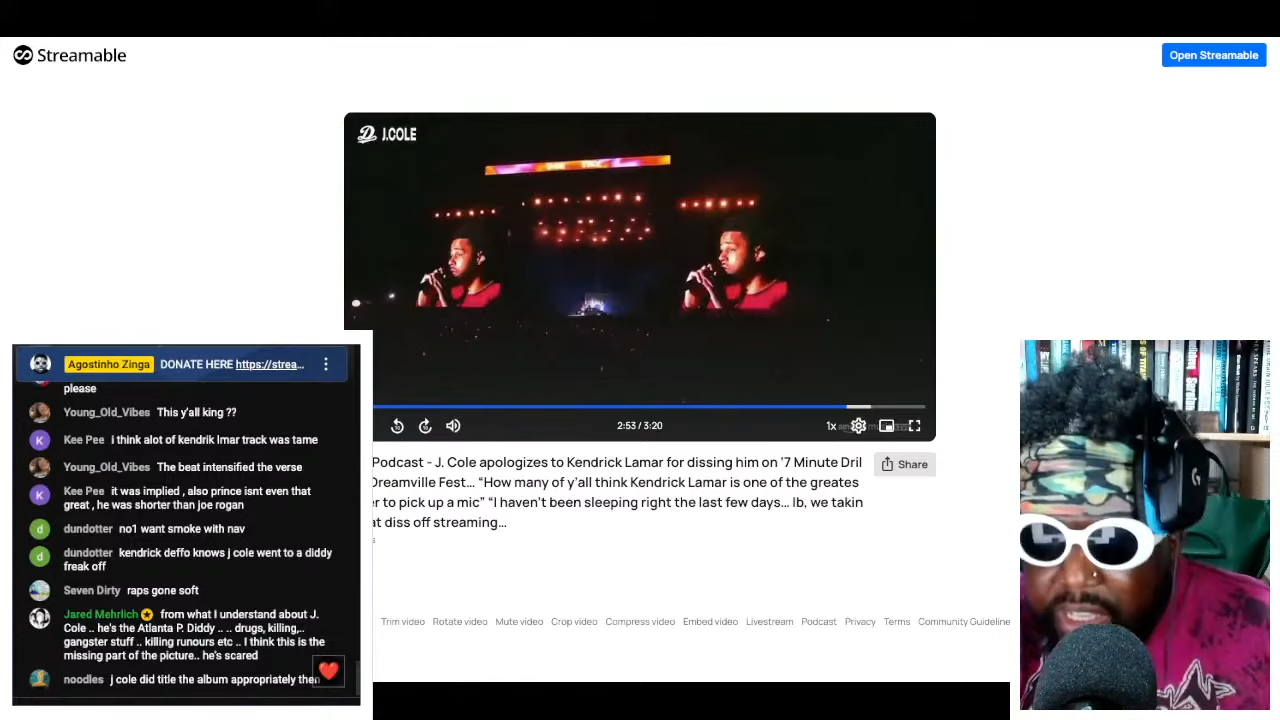 Streamable
Open Streamable
J.COLE
2:53 / 3:20
1x
Podcast - J. Cole apologizes to Kendrick Lamar for dissing him on '7 Minute Dril
Dreamville Fest... “How many of y’all think Kendrick Lamar is one of the greates
er to pick up a mic” “I haven’t been sleeping right the last few days... Ib, we takin
at diss off streaming...
Share
Trim video Rotate video Mute video Crop video Compress video Embed video Livestream Podcast Privacy Terms Community Guideline
Agostinho Zinga DONATE HERE https://strea...
please
Young_Old_Vibes This y'all king ??
Kee Pee i think alot of kendrik lmar track was tame
Young_Old_Vibes The beat intensified the verse
Kee Pee it was implied , also prince isnt even that
great , he was shorter than joe rogan
dundotter no1 want smoke with nav
dundotter kendrick deffo knows j cole went to a diddy
freak off
Seven Dirty raps gone soft
Jared Mehrlich from what I understand about J.
Cole .. he's the Atlanta P. Diddy .. .. drugs, killing,..
gangster stuff .. killing runours etc .. I think this is the
missing part of the picture.. he's scared
noodles j cole did title the album appropriately then